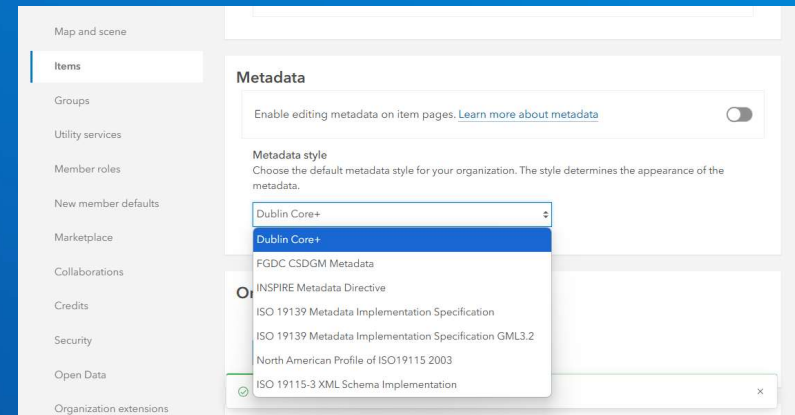 Map and scene
Items
Groups
Utility services
Member roles
New member defaults
Marketplace
Collaborations
Credits
Security
Open Data
Organization extensions
Metadata
Enable editing metadata on item pages. Learn more about metadata
Metadata style
Choose the default metadata style for your organization. The style determines the appearance of the
metadata.
Dublin Core+
Dublin Core+
FGDC CSDGM Metadata
INSPIRE Metadata Directive
ISO 19139 Metadata Implementation Specification
ISO 19139 Metadata Implementation Specification GML3.2
North American Profile of ISO19115 2003
ISO 19115-3 XML Schema Implementation